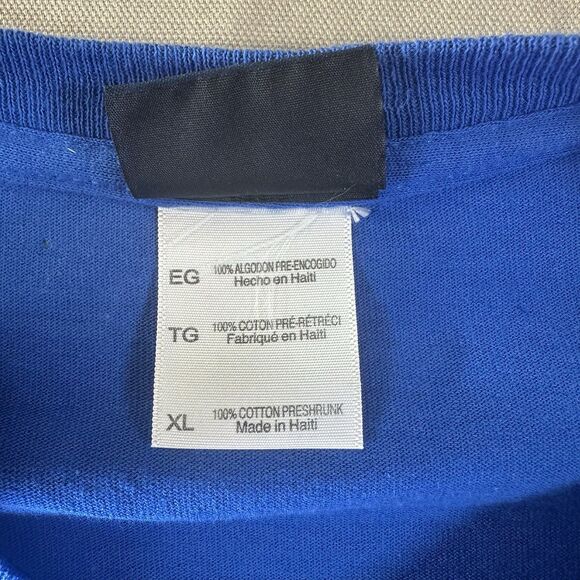 EG 100% ALGODON PRE-ENCOGIDO
Hecho en Haiti
TG 100% COTON PRÉ-RÉTRÉCI
Fabriqué en Haïti
XL 100% COTTON PRESHRUNK
Made in Haiti